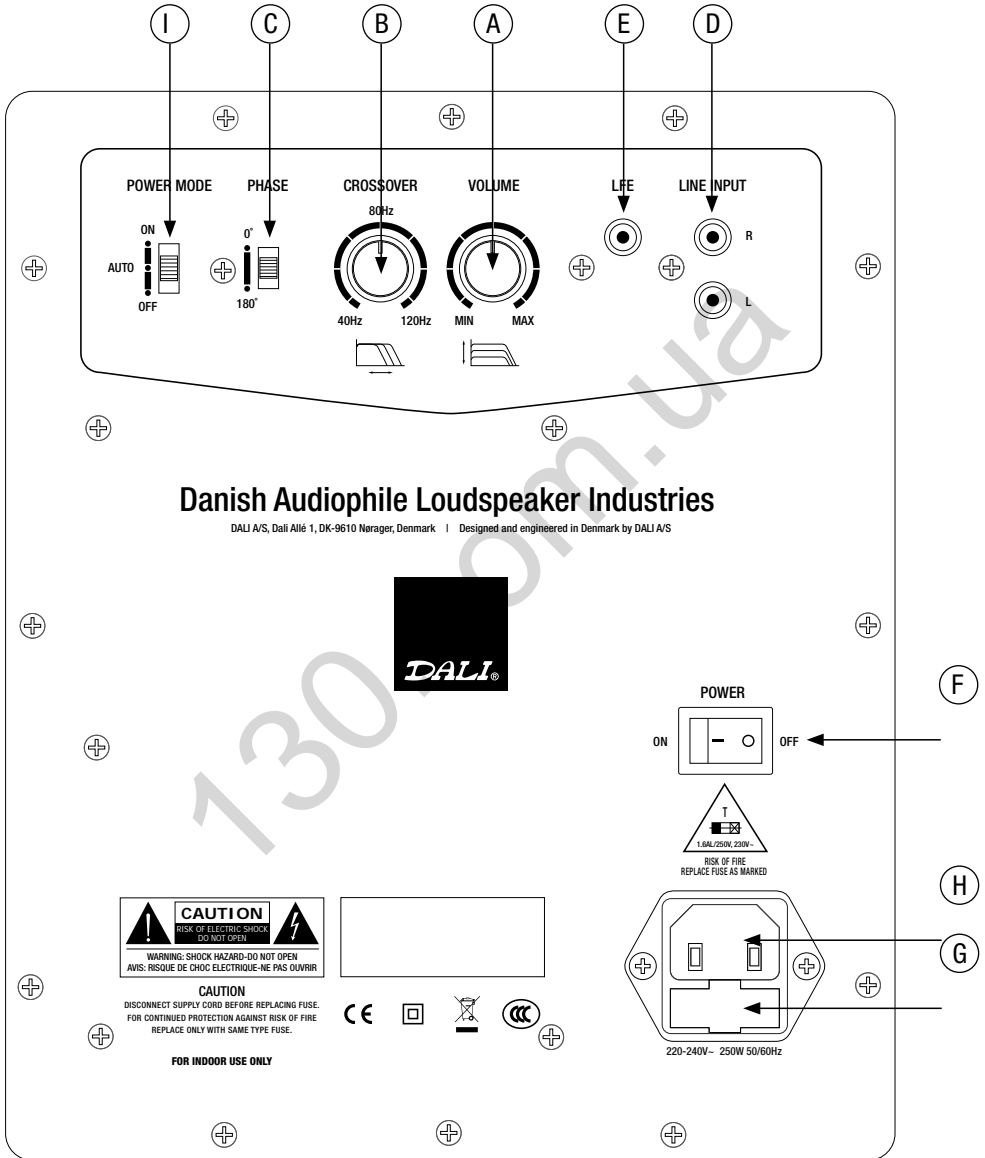 I C B A E D
POWER MODE PHASE CROSSOVER VOLUME LFE LINE INPUT
80Hz
ON 0° R
AUTO
OFF 180° L
40Hz 120Hz MIN MAX
Danish Audiophile Loudspeaker Industries
DALI A/S, Dali Allé 1, DK-9610 Nørager, Denmark | Designed and engineered in Denmark by DALI A/S
DALI®
F
POWER
ON - O OFF
T
1.6AL/250V, 230V~
RISK OF FIRE
REPLACE FUSE AS MARKED
H
G
CAUTION
RISK OF ELECTRIC SHOCK
DO NOT OPEN
WARNING: SHOCK HAZARD-DO NOT OPEN
AVIS: RISQUE DE CHOC ELECTRIQUE-NE PAS OUVRIR
CAUTION
DISCONNECT SUPPLY CORD BEFORE REPLACING FUSE.
FOR CONTINUED PROTECTION AGAINST RISK OF FIRE
REPLACE ONLY WITH SAME TYPE FUSE.
CE CCC
FOR INDOOR USE ONLY
220-240V~ 250W 50/60Hz
130.com.ua